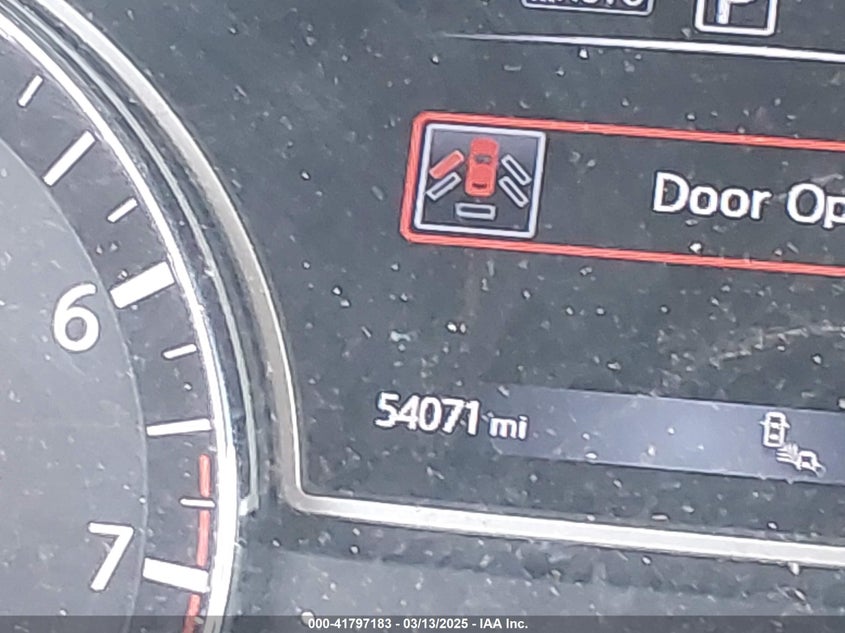 P
Door Op
6
54071 mi
7
000-41797183 - 03/13/2025 - IAA Inc.